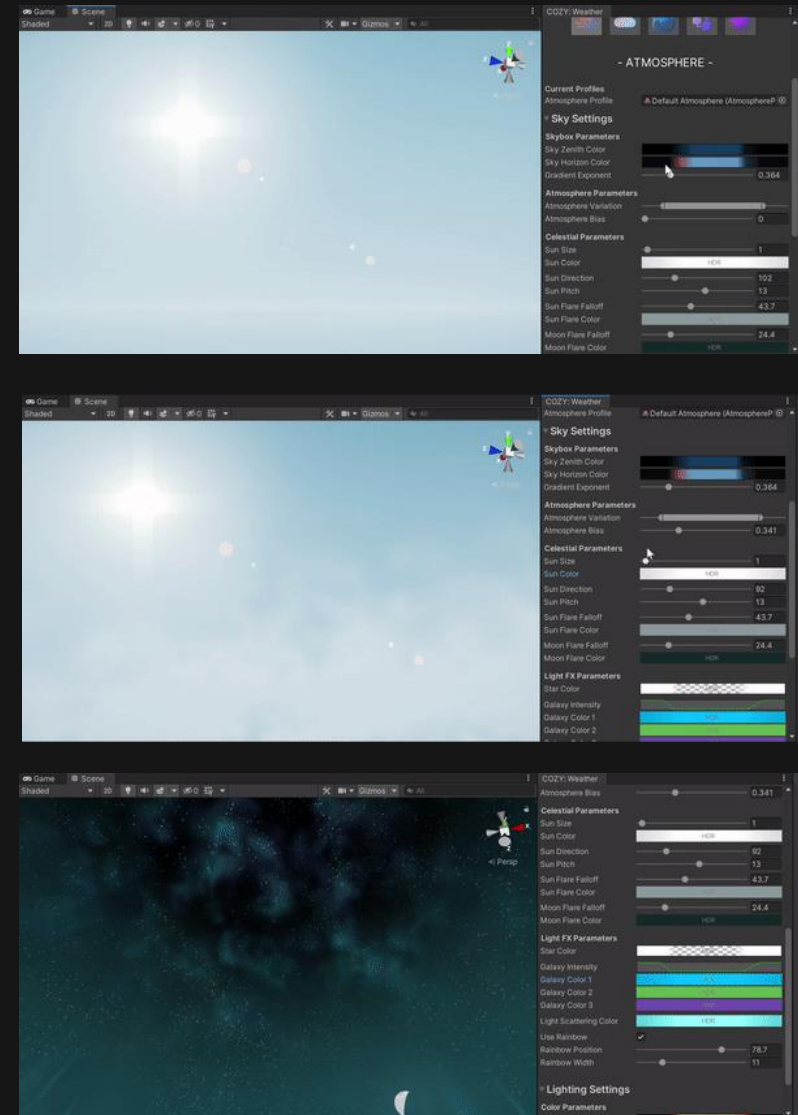 Game Scene
COZY: Weather
Shaded 2D Gizmos All
- ATMOSPHERE -
Current Profiles
Atmosphere Profile Default Atmosphere (AtmosphereP
Sky Settings
Skybox Parameters
Sky Zenith Color
Sky Horizon Color
Gradient Exponent 0.364
Atmosphere Parameters
Atmosphere Variation
Atmosphere Bias 0
Celestial Parameters
Sun Size 1
Sun Color HDR
Sun Direction 102
Sun Pitch 13
Sun Flare Falloff 43.7
Sun Flare Color
Moon Flare Falloff 24.4
Moon Flare Color HDR
Game Scene
COZY: Weather
Shaded 2D Gizmos All
Atmosphere Profile Default Atmosphere (AtmosphereP
Sky Settings
Skybox Parameters
Sky Zenith Color
Sky Horizon Color
Gradient Exponent 0.364
Atmosphere Parameters
Atmosphere Variation
Atmosphere Bias 0.341
Celestial Parameters
Sun Size 1
Sun Color HDR
Sun Direction 92
Sun Pitch 13
Sun Flare Falloff 43.7
Sun Flare Color
Moon Flare Falloff 24.4
Moon Flare Color HDR
Light FX Parameters
Star Color
Galaxy Intensity
Galaxy Color 1 HDR
Galaxy Color 2
Game Scene
COZY: Weather
Shaded 2D Gizmos All
Persp
Atmosphere Bias 0.341
Celestial Parameters
Sun Size 1
Sun Color HDR
Sun Direction 92
Sun Pitch 13
Sun Flare Falloff 43.7
Sun Flare Color
Moon Flare Falloff 24.4
Moon Flare Color HDR
Light FX Parameters
Star Color
Galaxy Intensity
Galaxy Color 1
Galaxy Color 2
Galaxy Color 3
Light Scattering Color HDR
Use Rainbow
Rainbow Position 78.7
Rainbow Width 11
Lighting Settings
Color Parameters